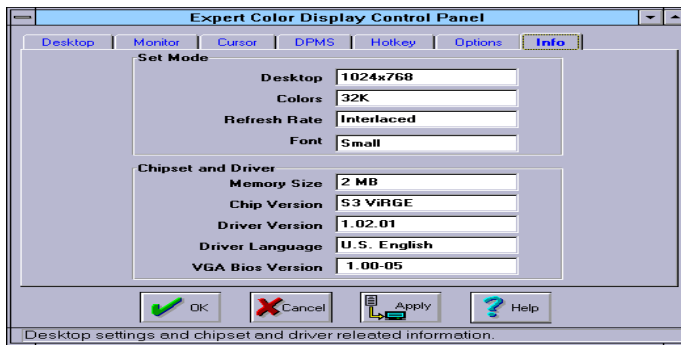 Expert Color Display Control Panel
Desktop Monitor Cursor DPMS Hotkey Options Info
Set Mode
Desktop 1024x768
Colors 32K
Refresh Rate Interlaced
Font Small
Chipset and Driver
Memory Size 2 MB
Chip Version S3 ViRGE
Driver Version 1.02.01
Driver Language U.S. English
VGA Bios Version 1.00-05
OK Cancel Apply Help
Desktop settings and chipset and driver releated information.